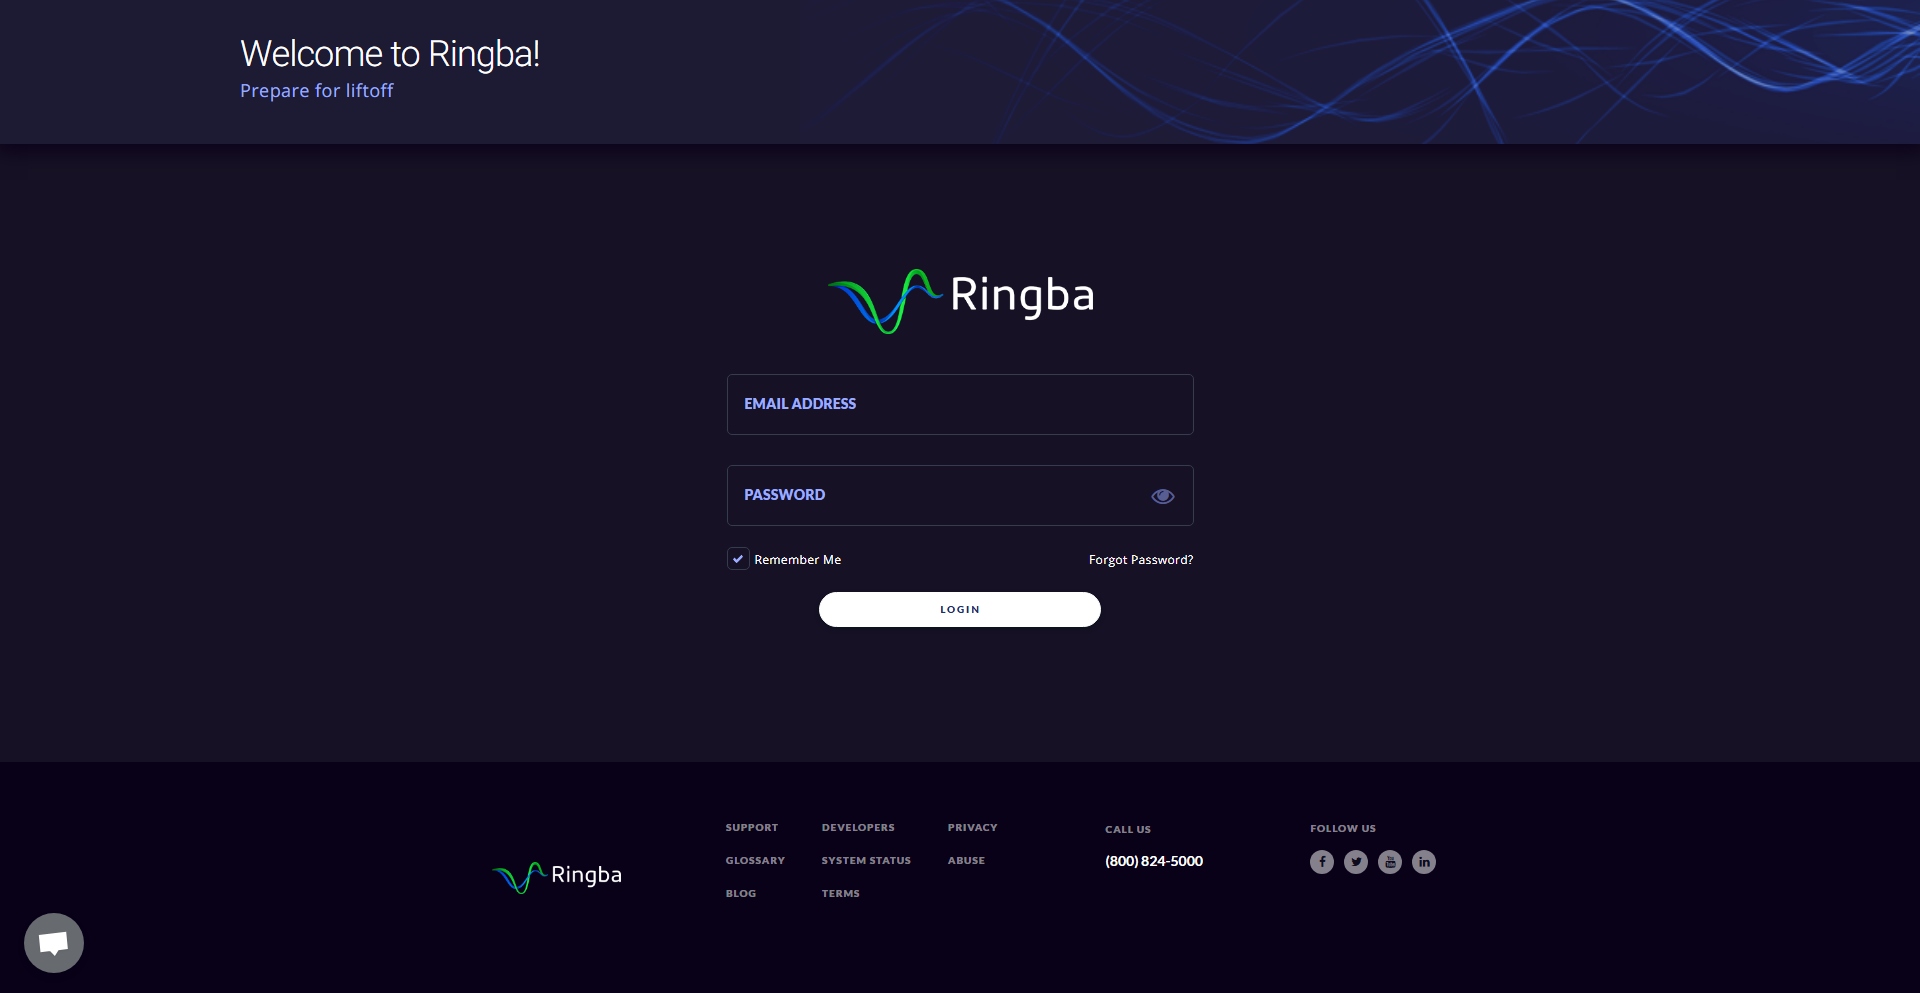 Welcome to Ringba!
Prepare for liftoff
Ringba
EMAIL ADDRESS
PASSWORD
Remember Me
Forgot Password?
LOGIN
Ringba
SUPPORT
GLOSSARY
BLOG
DEVELOPERS
SYSTEM STATUS
TERMS
PRIVACY
ABUSE
CALL US
(800) 824-5000
FOLLOW US